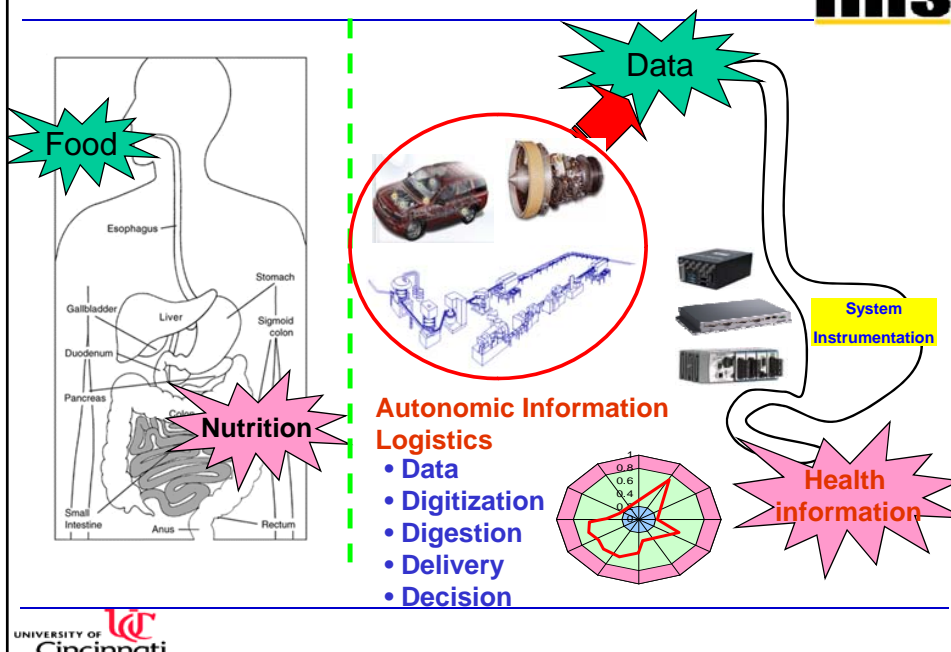 Food
Esophagus
Stomach
Gallbladder
Liver
Sigmoid
colon
Duodenum
Pancreas
Nutrition
Small
Intestine
Anus
Rectum
Data
System
Instrumentation
Autonomic Information
Logistics
• Data
• Digitization
• Digestion
• Delivery
• Decision
1
0.8
0.6
0.4
Health
information
UNIVERSITY OF
Cincinnati